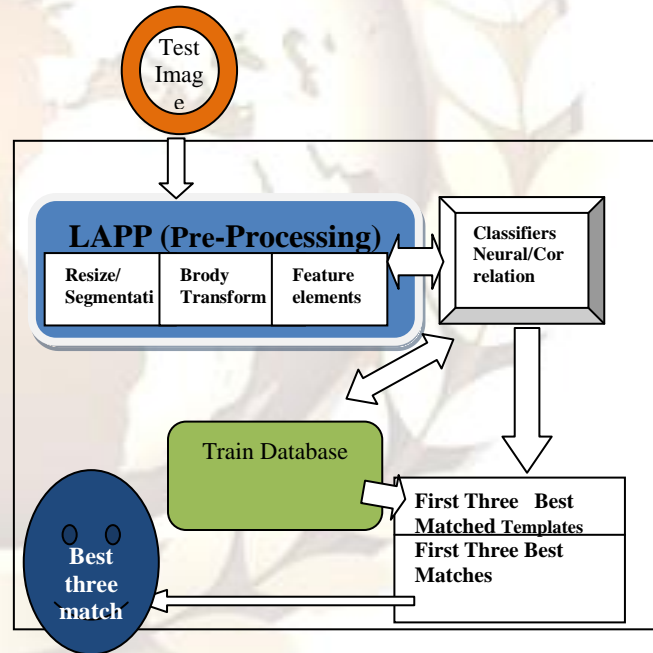 Test
Imag
e
LAPP (Pre-Processing)
Resize/
Segmentati
Brody
Transform
Feature
elements
Classifiers
Neural/Cor
relation
Train Database
First Three Best
Matched Templates
First Three Best
Matches
Best
three
match